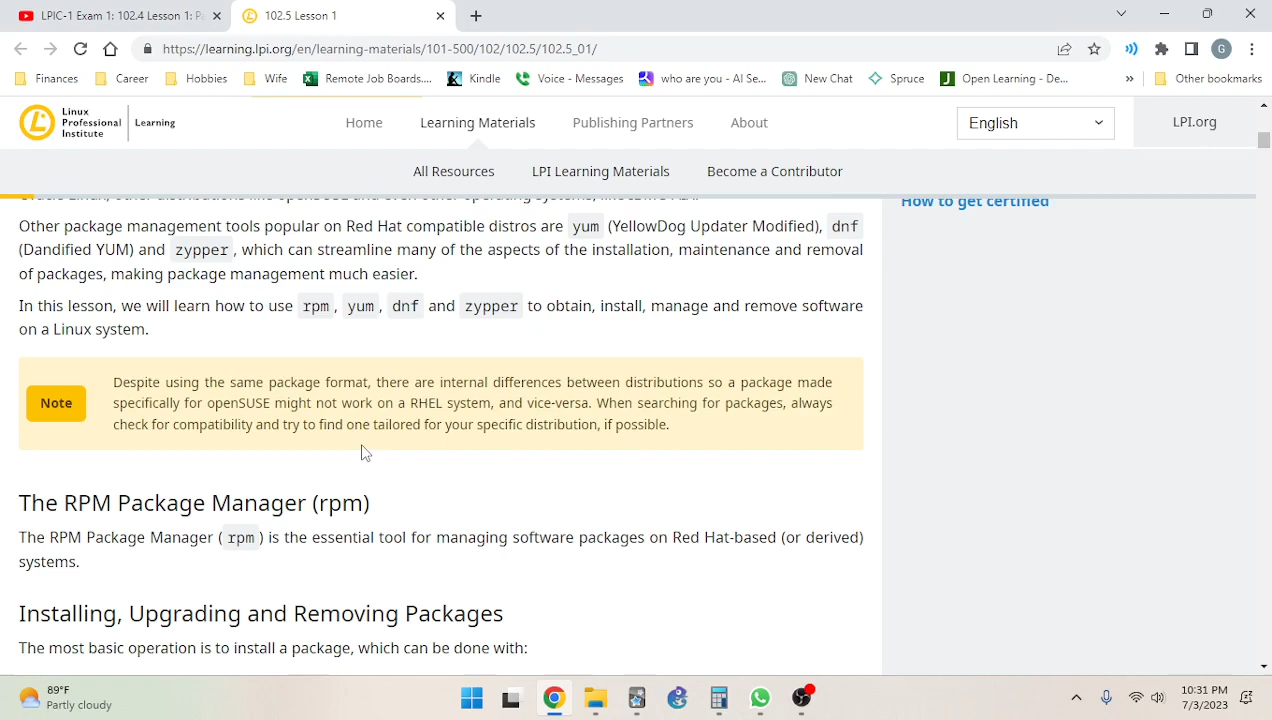 LPIC-1 Exam 1: 102.4 Lesson 1: Pa
102.5 Lesson 1
https://learning.lpi.org/en/learning-materials/101-500/102/102.5/102.5_01/
G
Finances
Career
Hobbies
Wife
Remote Job Boards....
Kindle
Voice - Messages
who are you - AI Se...
New Chat
Spruce
Open Learning - De...
»
Other bookmarks
Linux
Professional
Institute
Learning
Home
Learning Materials
Publishing Partners
About
English
LPI.org
All Resources
LPI Learning Materials
Become a Contributor
How to get certified
Other package management tools popular on Red Hat compatible distros are yum (YellowDog Updater Modified), dnf
(Dandified YUM) and zypper, which can streamline many of the aspects of the installation, maintenance and removal
of packages, making package management much easier.
In this lesson, we will learn how to use rpm, yum, dnf and zypper to obtain, install, manage and remove software
on a Linux system.
Note
Despite using the same package format, there are internal differences between distributions so a package made
specifically for openSUSE might not work on a RHEL system, and vice-versa. When searching for packages, always
check for compatibility and try to find one tailored for your specific distribution, if possible.
The RPM Package Manager (rpm)
The RPM Package Manager (rpm) is the essential tool for managing software packages on Red Hat-based (or derived)
systems.
Installing, Upgrading and Removing Packages
The most basic operation is to install a package, which can be done with:
89°F
Partly cloudy
10:31 PM
7/3/2023